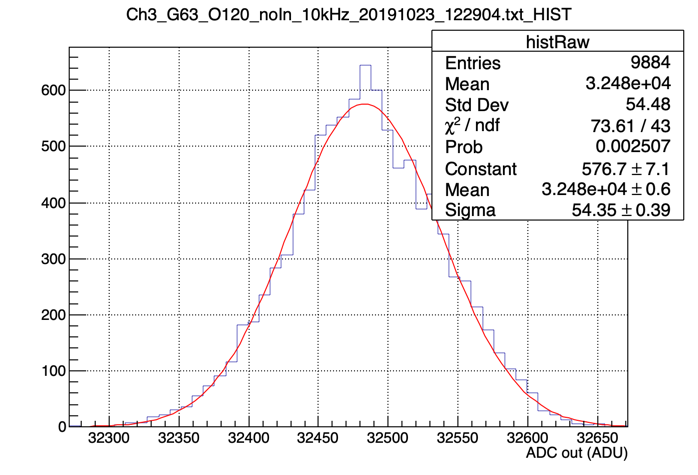 Ch3_G63_O120_noIn_10kHz_20191023_122904.txt_HIST
histRaw
Entries 9884
Mean 3.248e+04
Std Dev 54.48
χ² / ndf 73.61 / 43
Prob 0.002507
Constant 576.7 ± 7.1
Mean 3.248e+04 ± 0.6
Sigma 54.35 ± 0.39
600
500
400
300
200
100
0
32300 32350 32400 32450 32500 32550 32600 32650
ADC out (ADU)